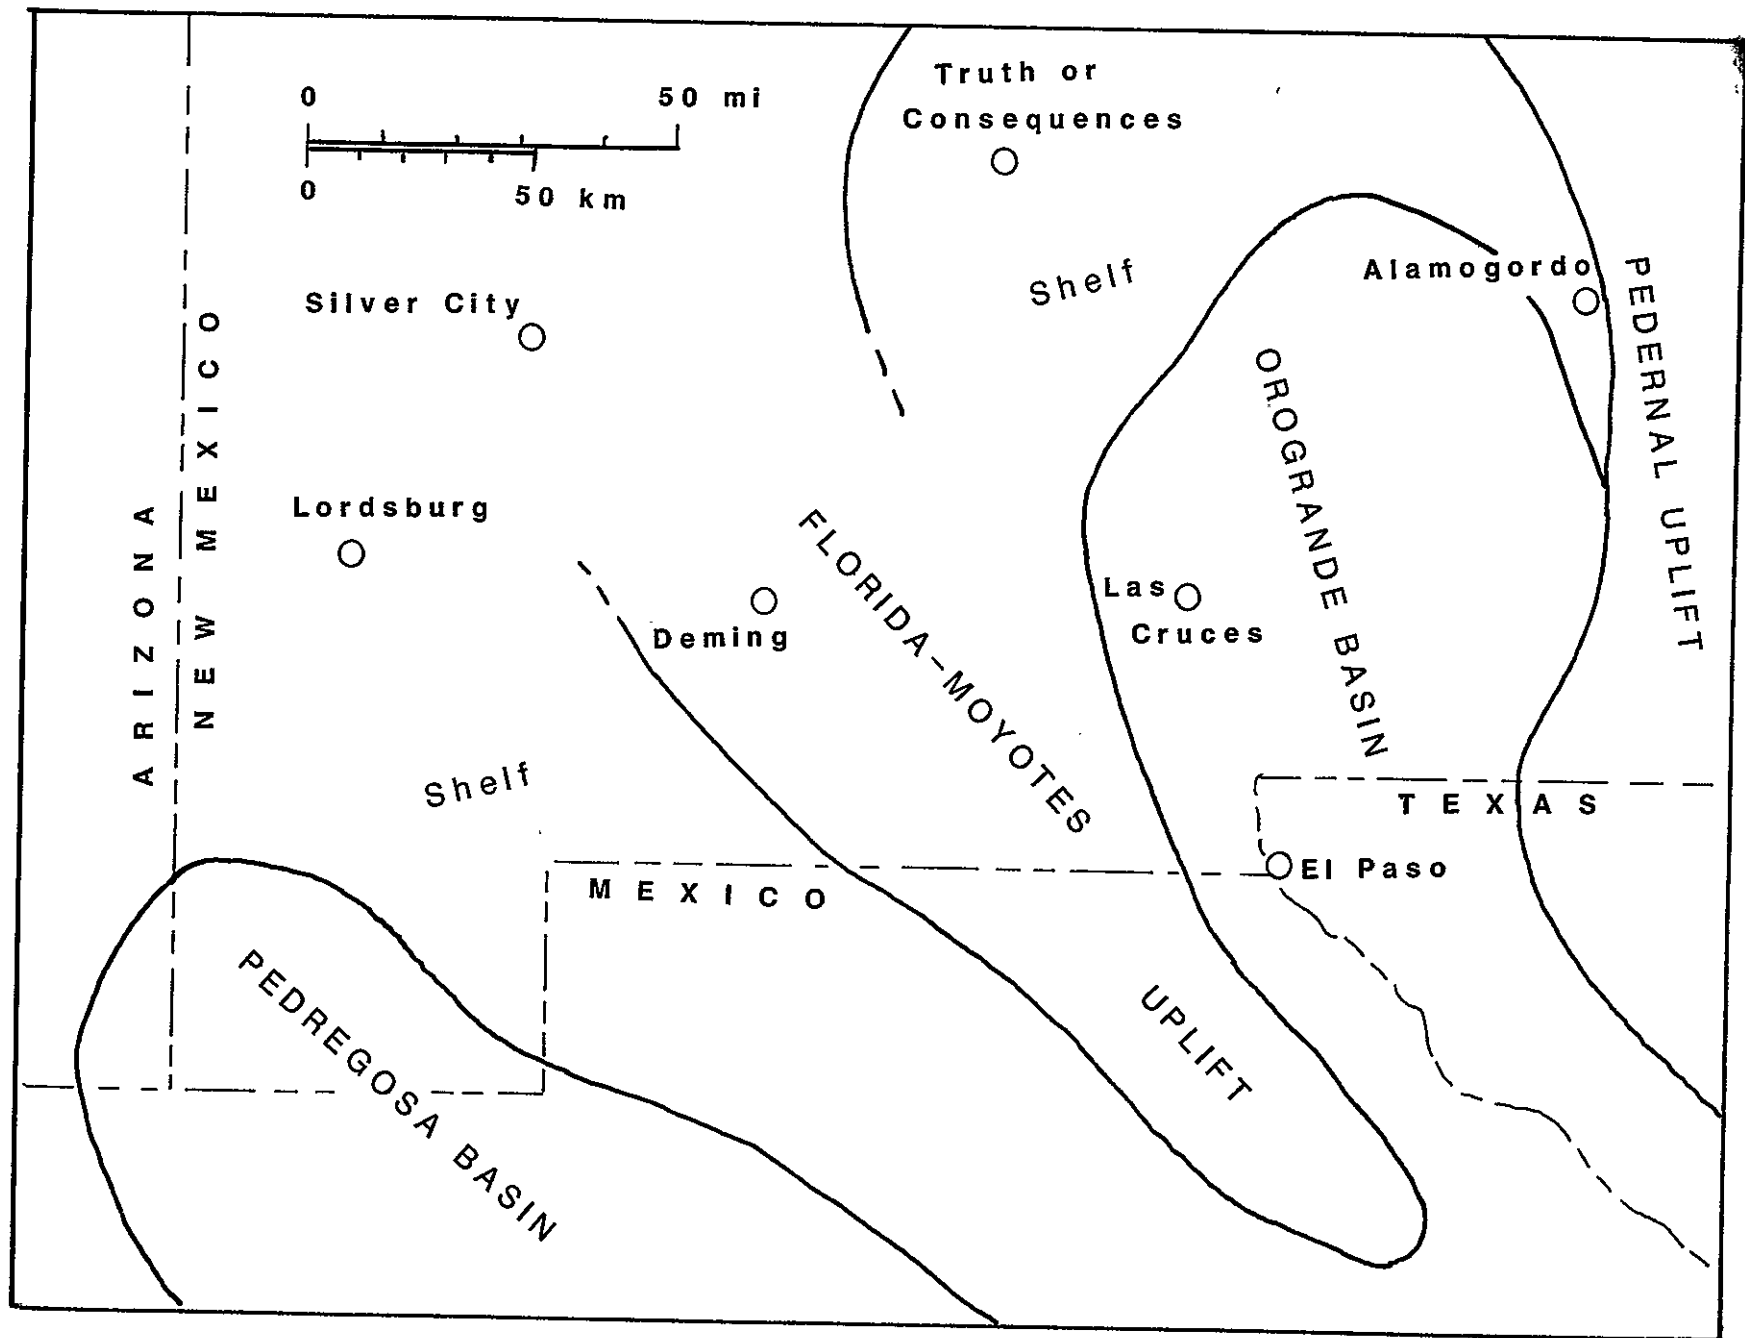 Truth or
Consequences
0 50 mi
0 50 km
Shelf
Alamogordo
Silver City
PEDERNAL UPLIFT
OROGRANDE BASIN
ARIZONA
NEW MEXICO
Lordsburg
FLORIDA-MOYOTES
UPLIFT
Deming
Las
Cruces
Shelf
TEXAS
El Paso
MEXICO
PEDREGOSA BASIN